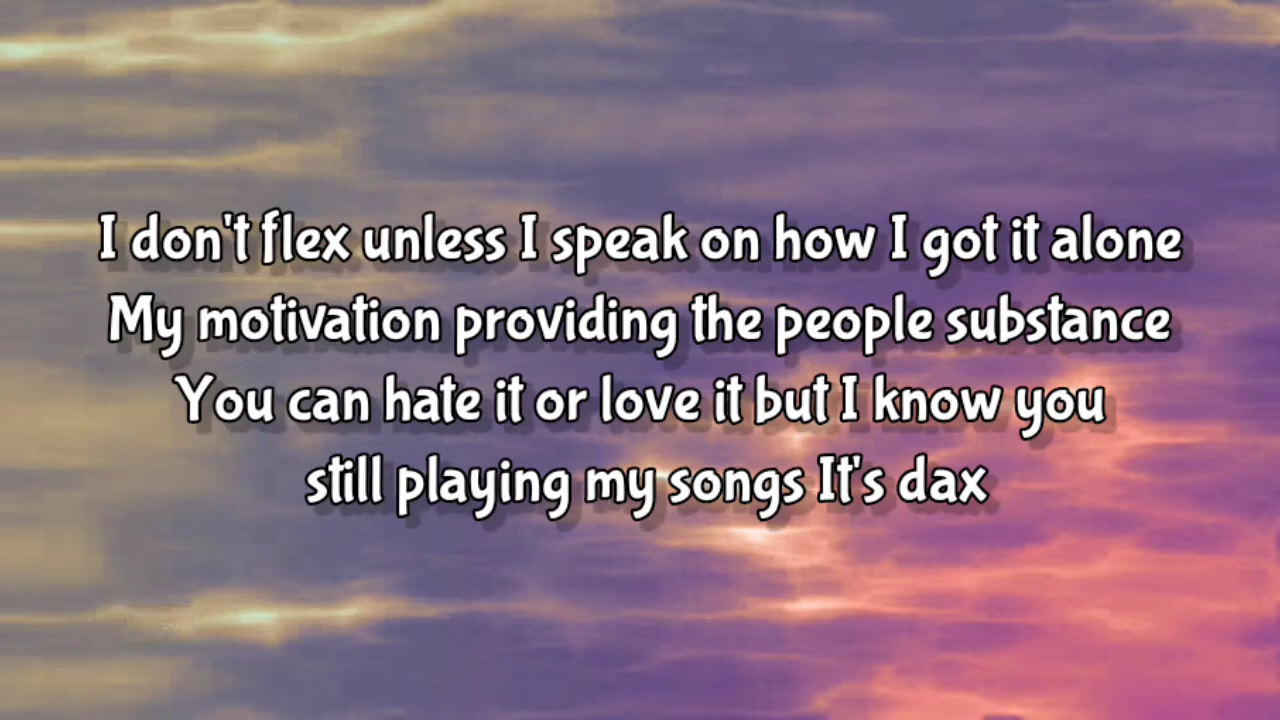 I don't flex unless I speak on how I got it alone
My motivation providing the people substance
You can hate it or love it but I know you
still playing my songs It's dax